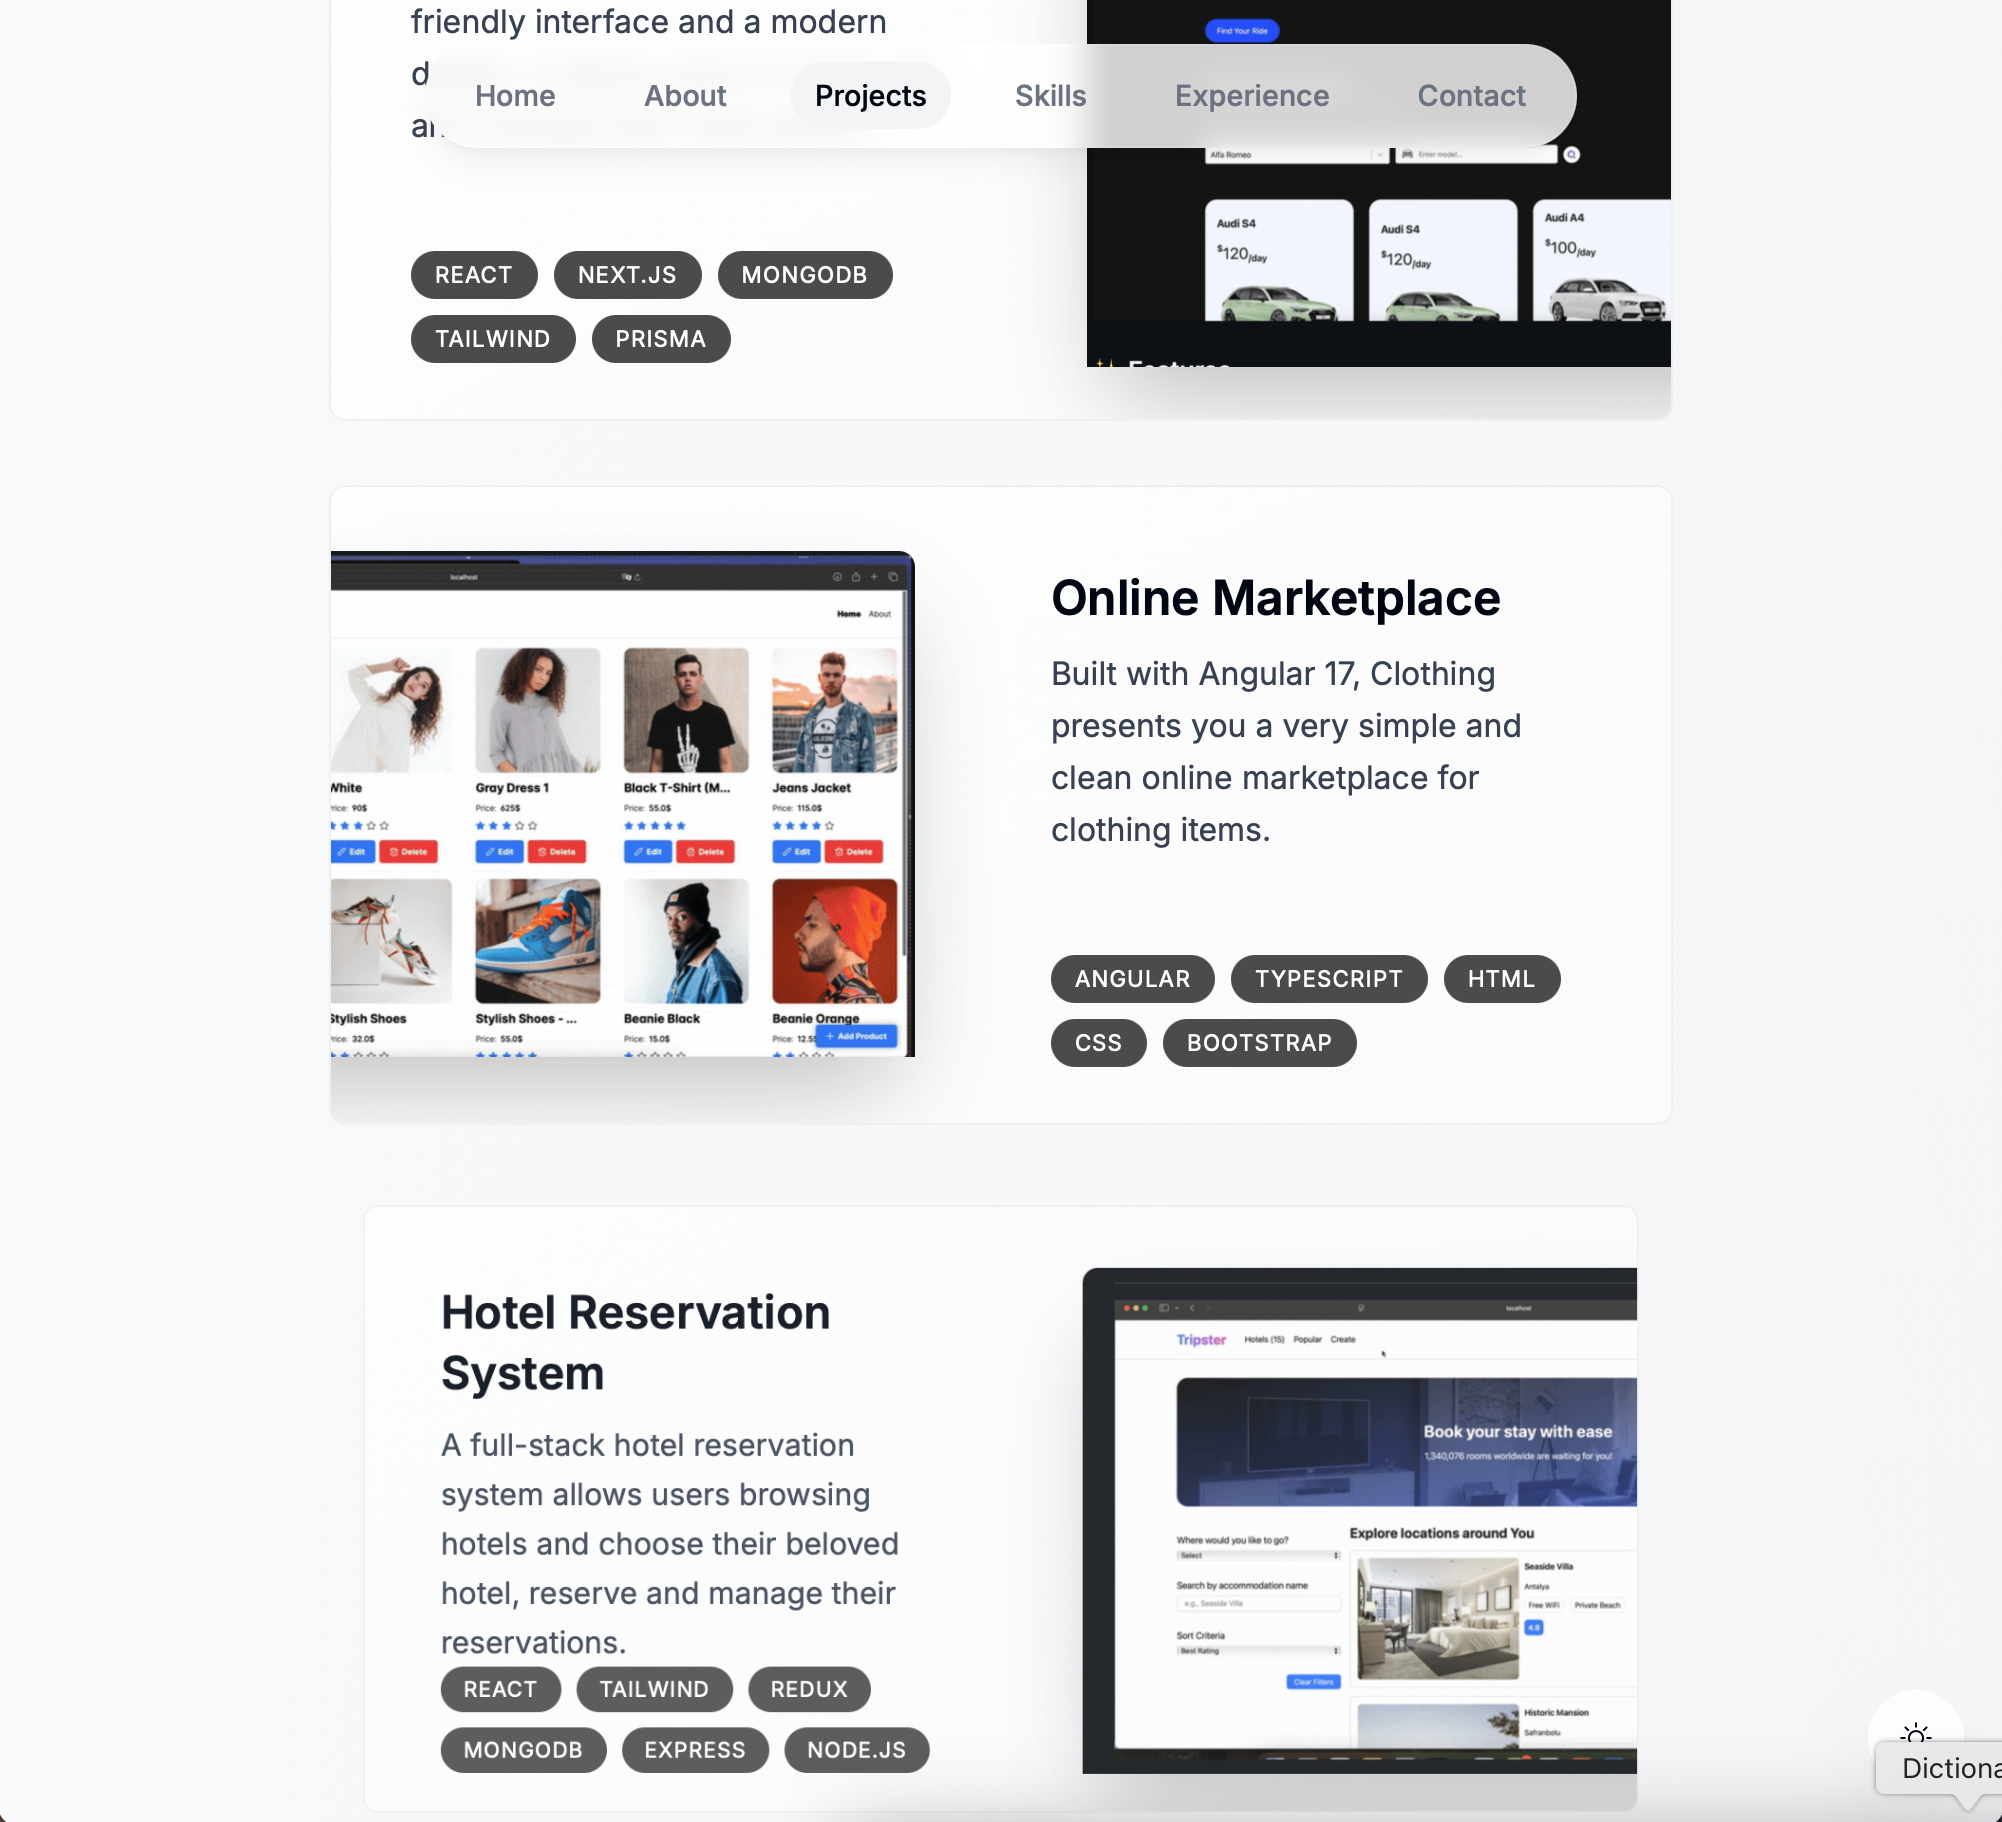 friendly interface and a modern
Find Your Ride
Home About Projects Skills Experience Contact
Alfa Romeo Enter model...
Audi S4
$120/day
Audi S4
$120/day
Audi A4
$100/day
REACT NEXT.JS MONGODB
TAILWIND PRISMA
localhost
Home About
White
Price: 90$
Edit Delete
Gray Dress 1
Price: 625$
Edit Delete
Black T-Shirt (M...
Price: 55.0$
Edit Delete
Jeans Jacket
Price: 115.0$
Edit Delete
Stylish Shoes
Price: 32.0$
Stylish Shoes - ...
Price: 55.0$
Beanie Black
Price: 15.0$
Beanie Orange
Price: 12.5
Add Product
Online Marketplace
Built with Angular 17, Clothing
presents you a very simple and
clean online marketplace for
clothing items.
ANGULAR TYPESCRIPT HTML
CSS BOOTSTRAP
Hotel Reservation
System
A full-stack hotel reservation
system allows users browsing
hotels and choose their beloved
hotel, reserve and manage their
reservations.
REACT TAILWIND REDUX
MONGODB EXPRESS NODE.JS
localhost
Tripster Hotels (15) Popular Create
Book your stay with ease
1,340,076 rooms worldwide are waiting for you!
Where would you like to go?
Select
Search by accommodation name
e.g., Seaside Villa
Sort Criteria
Best Rating
Clear Filters
Explore locations around You
Seaside Villa
Antalya
Free WiFi Private Beach
4.9
Historic Mansion
Safranbolu
Dictiona